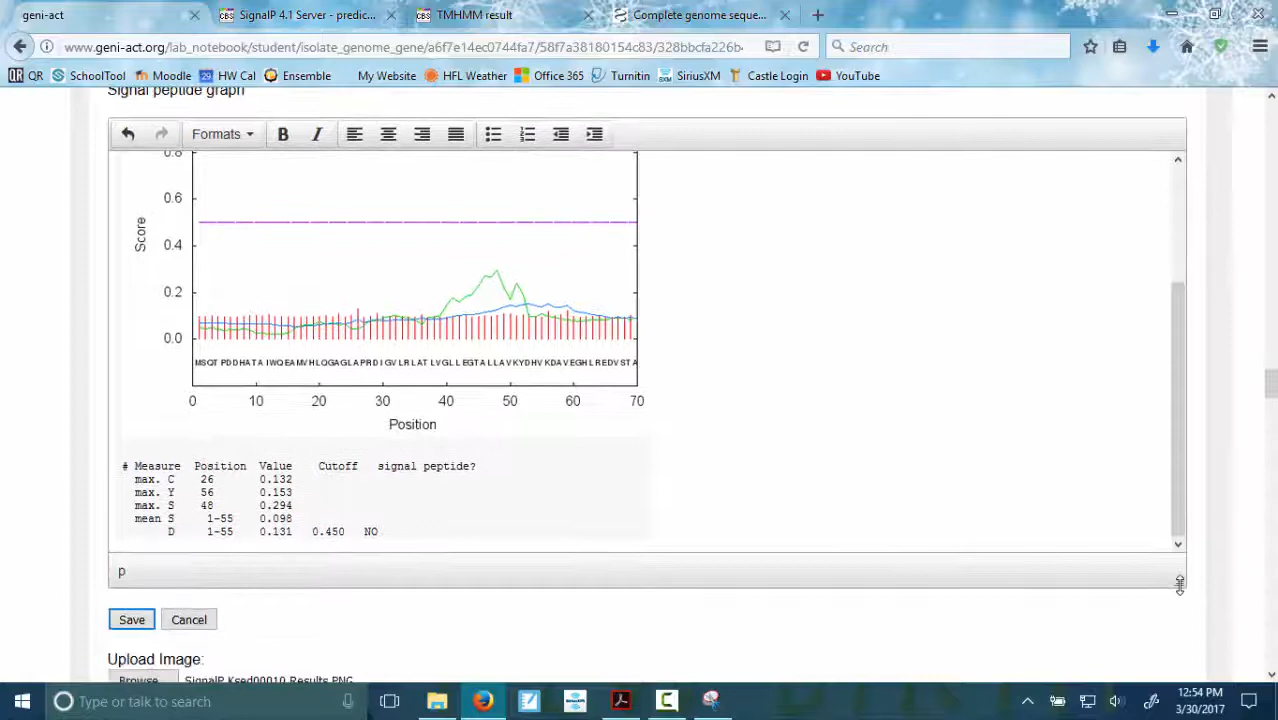 geni-act
SignalP 4.1 Server - predic...
TMHMM result
Complete genome seque...
www.geni-act.org/lab_notebook/student/isolate_genome_gene/a6f7e14ec0744fa7/58f7a38180154c83/328bbcfa226b
Search
QR
SchoolTool
Moodle
HW Cal
Ensemble
My Website
HFL Weather
Office 365
Turnitin
SiriusXM
Castle Login
YouTube
Signal peptide graph
Formats
B
I
0.8
0.6
0.4
0.2
0.0
Score
MSQTPDDHATAIWQEAMVHLQGAGLAPRDIGVLRLATLVGLLEGTALLAVKYDHVKDAVEGHLREDVSTA
0 10 20 30 40 50 60 70
Position
# Measure Position Value Cutoff signal peptide?
max. C 26 0.132
max. Y 56 0.153
max. S 48 0.294
mean S 1-55 0.098
D 1-55 0.131 0.450 NO
p
Save
Cancel
Upload Image:
Browse... SignalP Ksed00010 Results.PNG
Type or talk to search
12:54 PM
3/30/2017